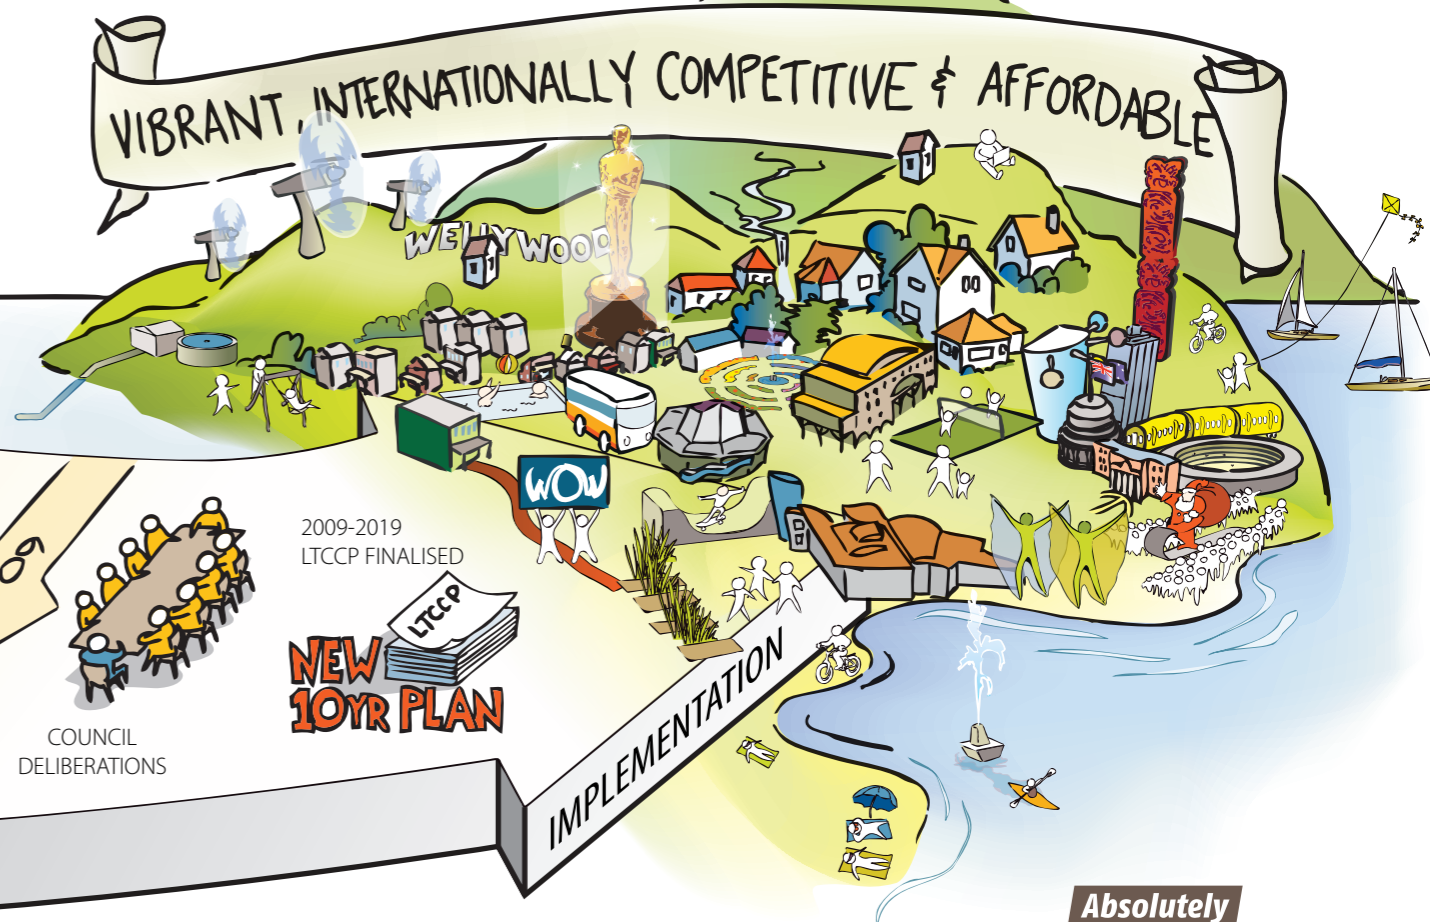 VIBRANT, INTERNATIONALLY COMPETITIVE & AFFORDABLE
WELLYWOOD
WOW
2009-2019
LTCCP FINALISED
LTCCP
NEW
10YR PLAN
COUNCIL
DELIBERATIONS
IMPLEMENTATION
Absolutely